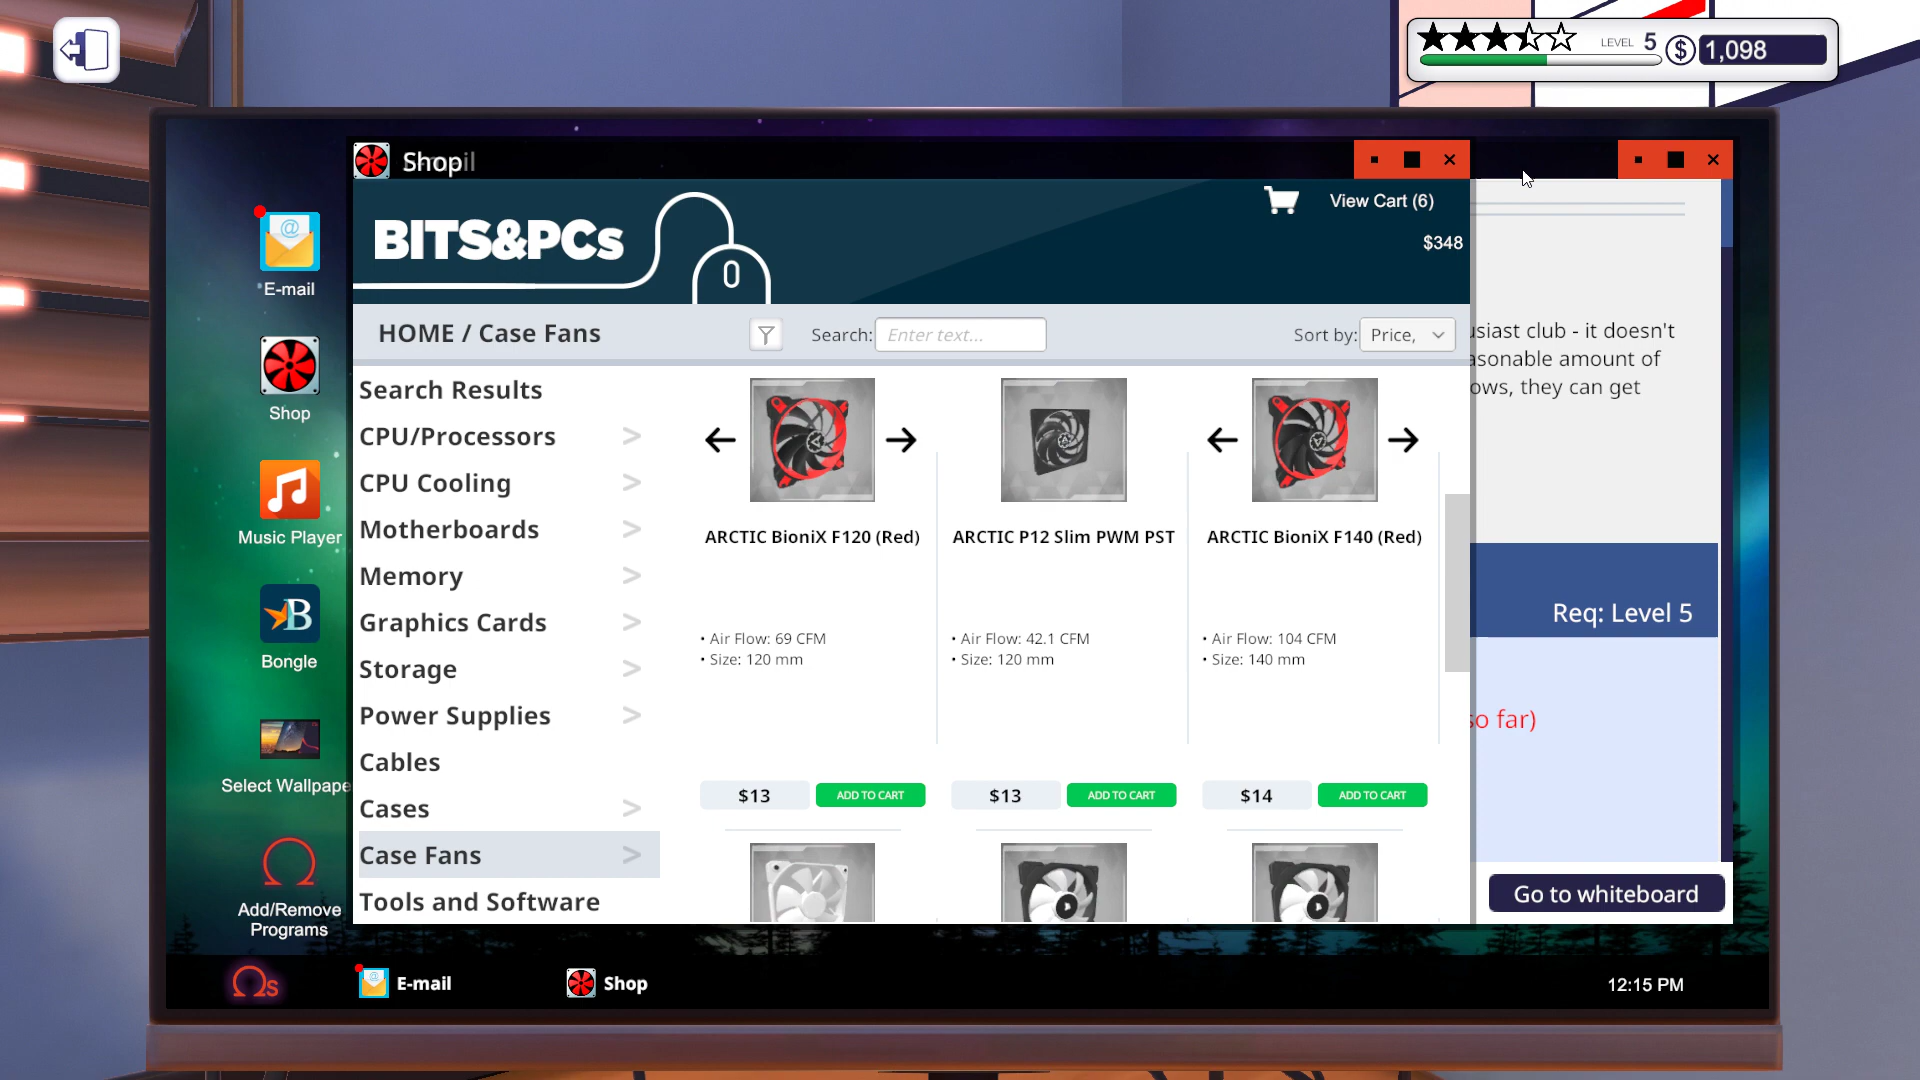 LEVEL 5 $ 1,098
Shop
View Cart (6)
BITS&PCs
$348
HOME / Case Fans
Search: Enter text...
Sort by: Price,
Search Results
CPU/Processors >
CPU Cooling >
Motherboards >
Memory >
Graphics Cards >
Storage >
Power Supplies >
Cables
Cases >
Case Fans >
Tools and Software
ARCTIC BioniX F120 (Red)
• Air Flow: 69 CFM
• Size: 120 mm
$13 ADD TO CART
ARCTIC P12 Slim PWM PST
• Air Flow: 42.1 CFM
• Size: 120 mm
$13 ADD TO CART
ARCTIC BioniX F140 (Red)
• Air Flow: 104 CFM
• Size: 140 mm
$14 ADD TO CART
usiast club - it doesn't
asonable amount of
ows, they can get
Req: Level 5
so far)
Go to whiteboard
E-mail
Shop
Music Player
B
Bongle
Select Wallpape
Add/Remove
Programs
Ωs
E-mail
Shop
12:15 PM